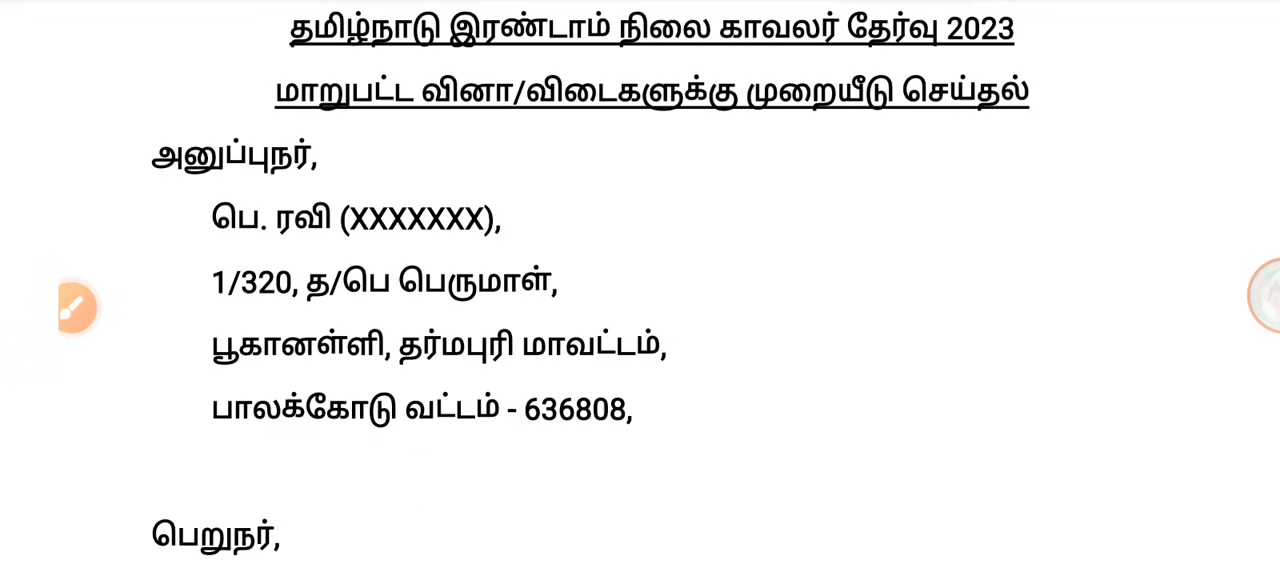 தமிழ்நாடு இரண்டாம் நிலை காவலர் தேர்வு 2023
மாறுபட்ட வினா/விடைகளுக்கு முறையீடு செய்தல்
அனுப்புநர்,
பெ. ரவி (XXXXXXX),
1/320, த/பெ பெருமாள்,
பூகானள்ளி, தர்மபுரி மாவட்டம்,
பாலக்கோடு வட்டம் - 636808,
பெறுநர்,